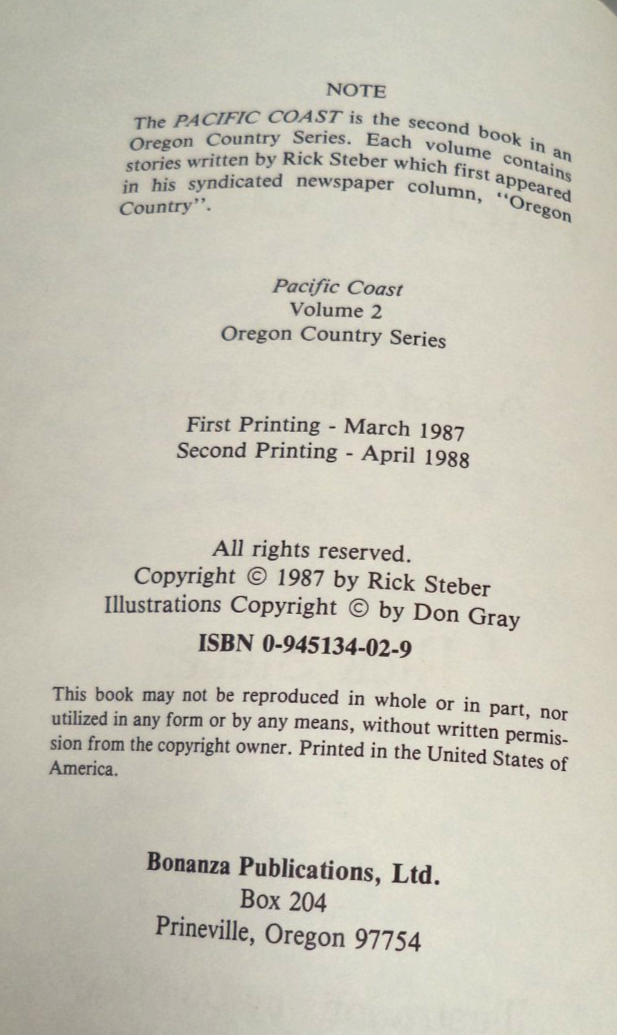 NOTE
The PACIFIC COAST is the second book in an
Oregon Country Series. Each volume contains
stories written by Rick Steber which first appeared
in his syndicated newspaper column, "Oregon
Country".
Pacific Coast
Volume 2
Oregon Country Series
First Printing - March 1987
Second Printing - April 1988
All rights reserved.
Copyright © 1987 by Rick Steber
Illustrations Copyright © by Don Gray
ISBN 0-945134-02-9
This book may not be reproduced in whole or in part, nor
utilized in any form or by any means, without written permis-
sion from the copyright owner. Printed in the United States of
America.
Bonanza Publications, Ltd.
Box 204
Prineville, Oregon 97754